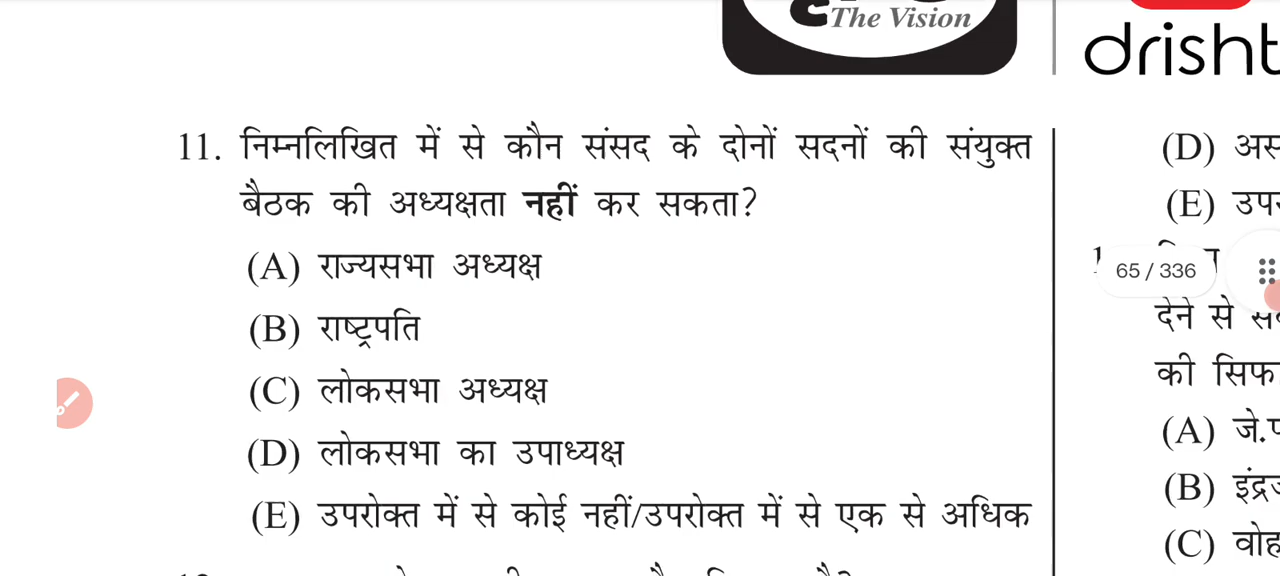 The Vision
drisht
11. निम्नलिखित में से कौन संसद के दोनों सदनों की संयुक्त
बैठक की अध्यक्षता नहीं कर सकता?
(A) राज्यसभा अध्यक्ष
(B) राष्ट्रपति
(C) लोकसभा अध्यक्ष
(D) लोकसभा का उपाध्यक्ष
(E) उपरोक्त में से कोई नहीं/उपरोक्त में से एक से अधिक
(D)
(E)
65 / 336
देने से
की
(A)
(B)
(C)